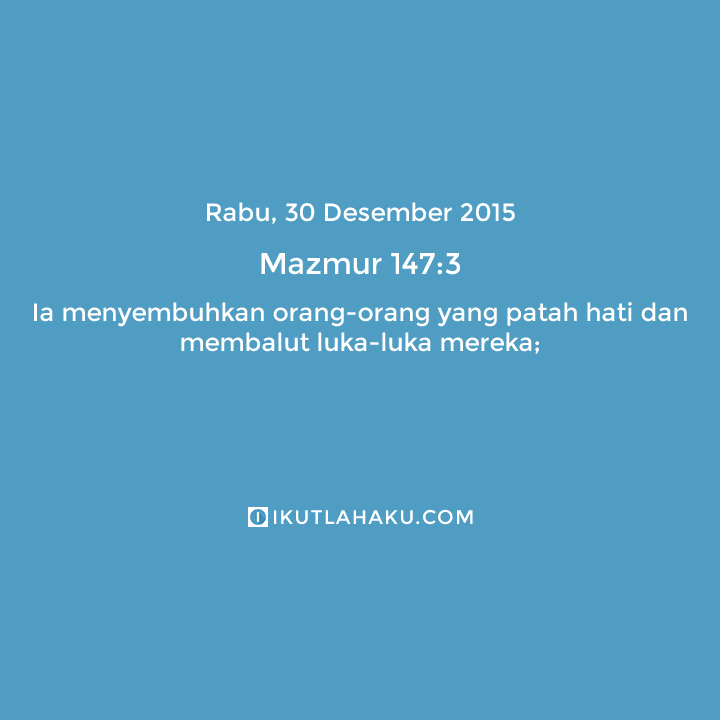 Rabu, 30 Desember 2015
Mazmur 147:3
Ia menyembuhkan orang-orang yang patah hati dan
membalut luka-luka mereka;
IKUTLAHAKU.COM